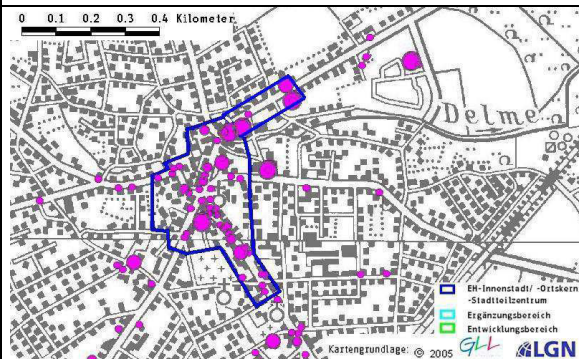 0 0.1 0.2 0.3 0.4 Kilometer
Delme
EH-Innenstadt/ -Ortskern
-Stadtteilzentrum
Ergänzungsbereich
Entwicklungsbereich
Kartengrundlage: © 2005 GLL LGN